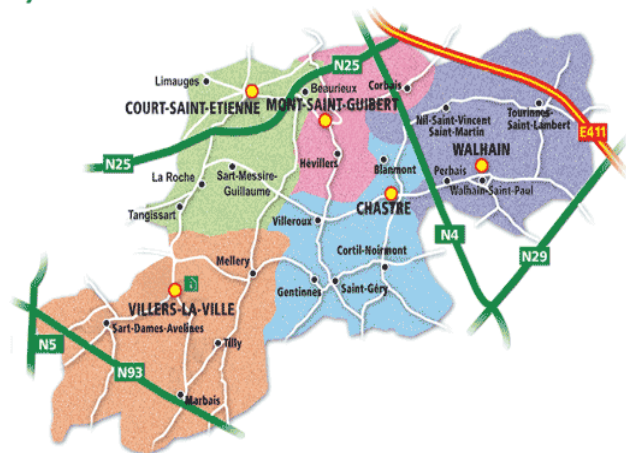 N25
Limauges
Beaurieux
Corbais
COURT-SAINT-ETIENNE
MONT-SAINT-GUIBERT
Nil-Saint-Vincent
Saint-Martin
Tourinnes-
Saint-Lambert
E411
WALHAIN
N25
Hévillers
Blanmont
La Roche
Sart-Messire-
Guillaume
Perbais
Walhain-Saint-Paul
CHASTRE
Tangissart
Villeroux
N4
N29
Cortil-Noirmont
Mellery
Gentinnes
Saint-Géry
VILLERS-LA-VILLE
Sart-Dames-Avelines
N5
Tilly
N93
Marbais